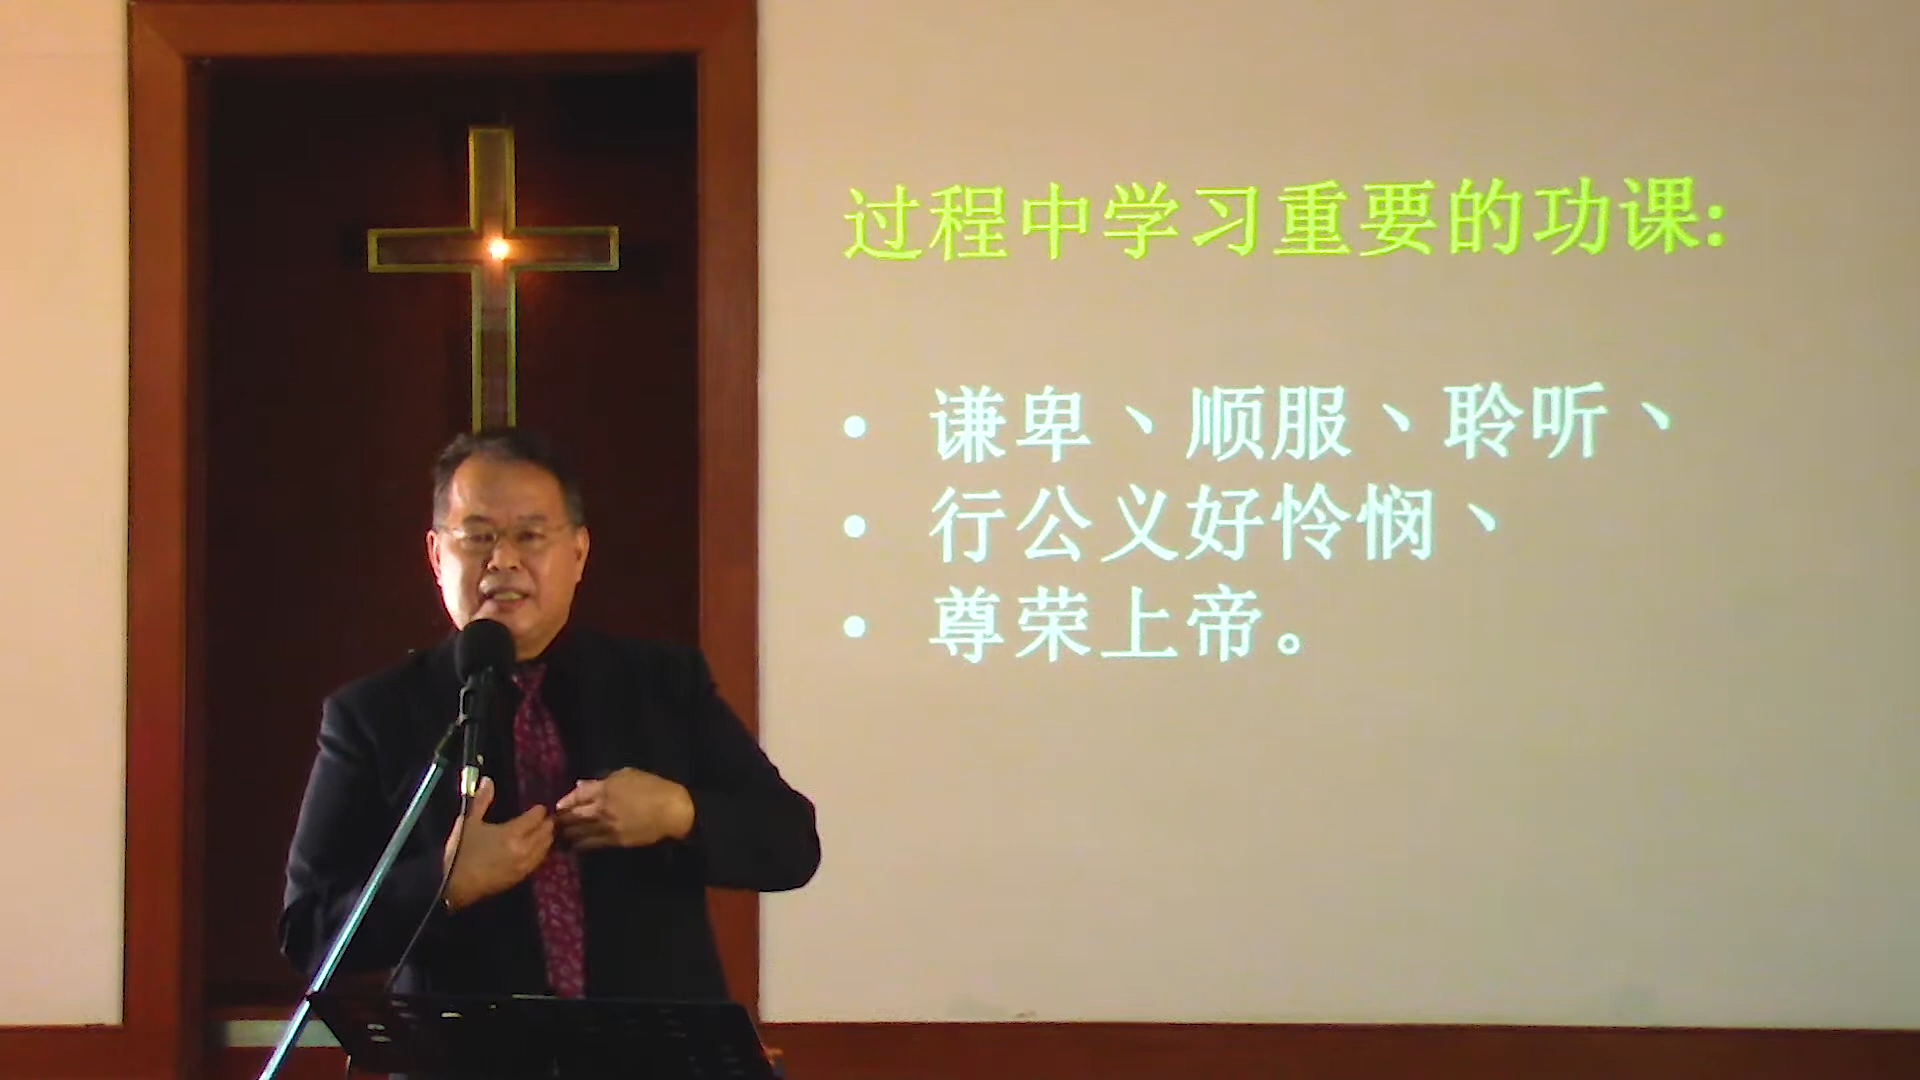 过程中学习重要的功课:
• 谦卑、顺服、聆听、
• 行公义好怜悯、
• 尊荣上帝。